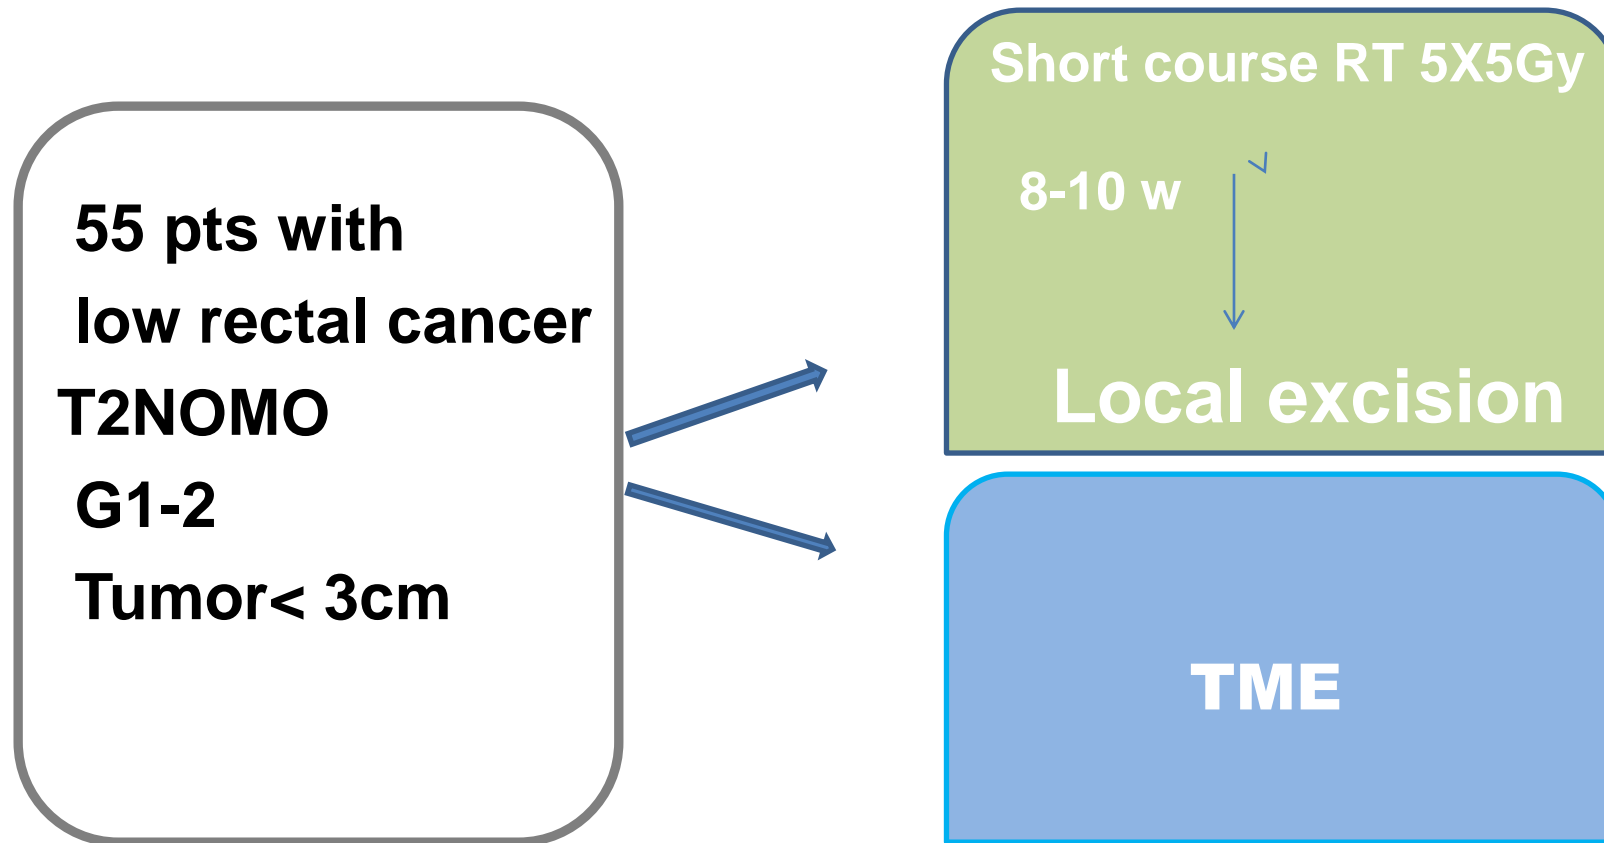 55 pts with
low rectal cancer
T2NOMO
G1-2
Tumor< 3cm
Short course RT 5X5Gy
8-10 w
Local excision
TME